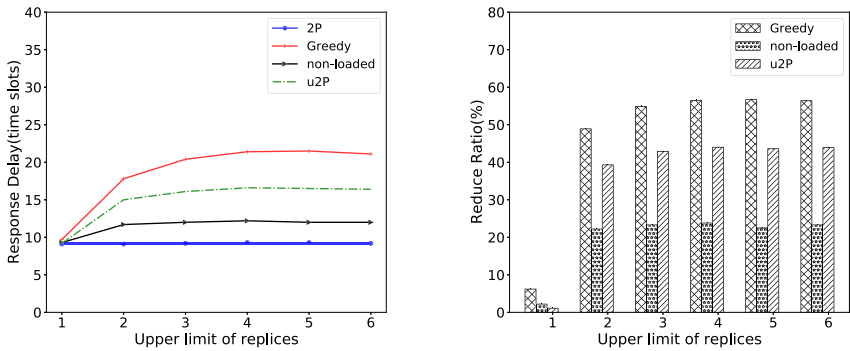 40
35
30
25
20
15
10
5
0
Response Delay(time slots)
2P
Greedy
non-loaded
u2P
1 2 3 4 5 6
Upper limit of replices
80
70
60
50
40
30
20
10
0
Reduce Ratio(%)
Greedy
non-loaded
u2P
1 2 3 4 5 6
Upper limit of replices